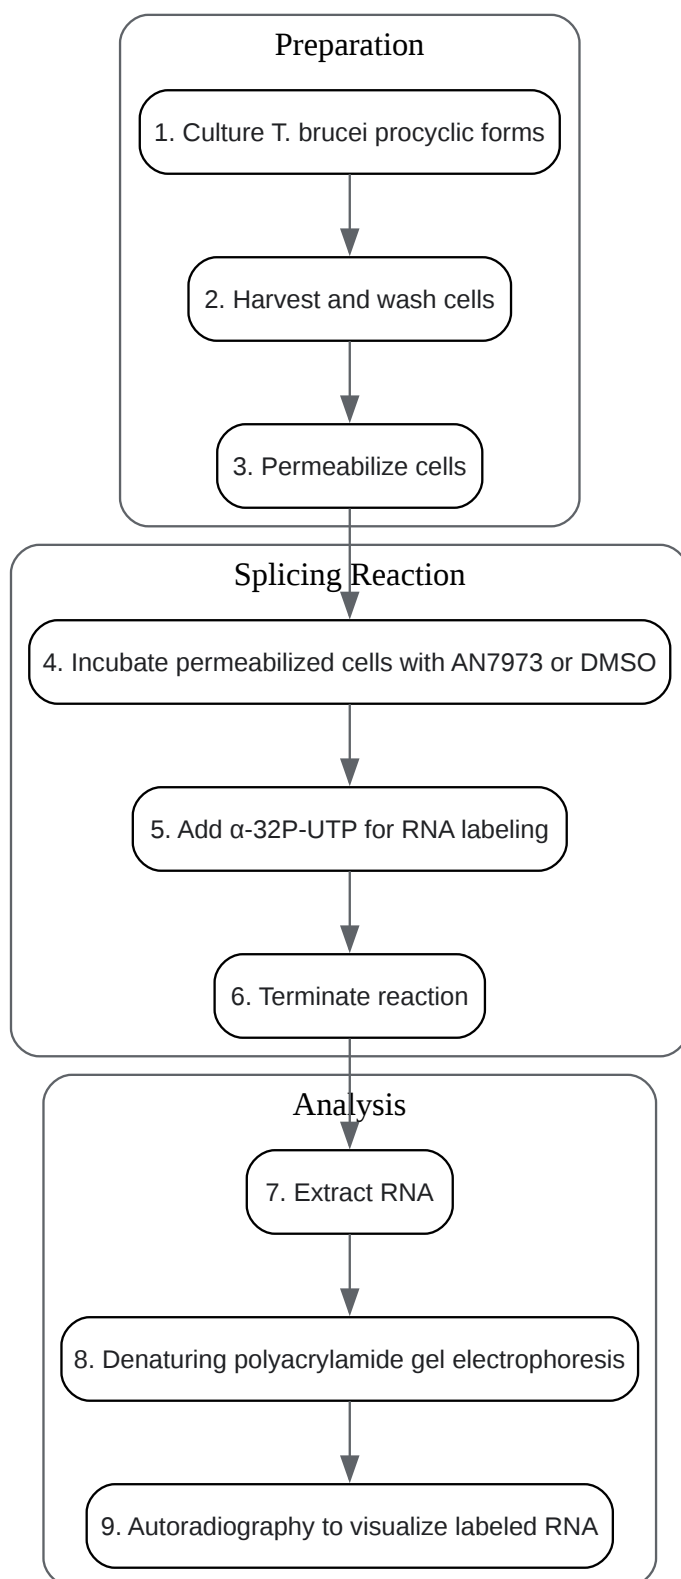 Preparation
1. Culture T. brucei procyclic forms
2. Harvest and wash cells
3. Permeabilize cells
Splicing Reaction
4. Incubate permeabilized cells with AN7973 or DMSO
5. Add α-32P-UTP for RNA labeling
6. Terminate reaction
Analysis
7. Extract RNA
8. Denaturing polyacrylamide gel electrophoresis
9. Autoradiography to visualize labeled RNA